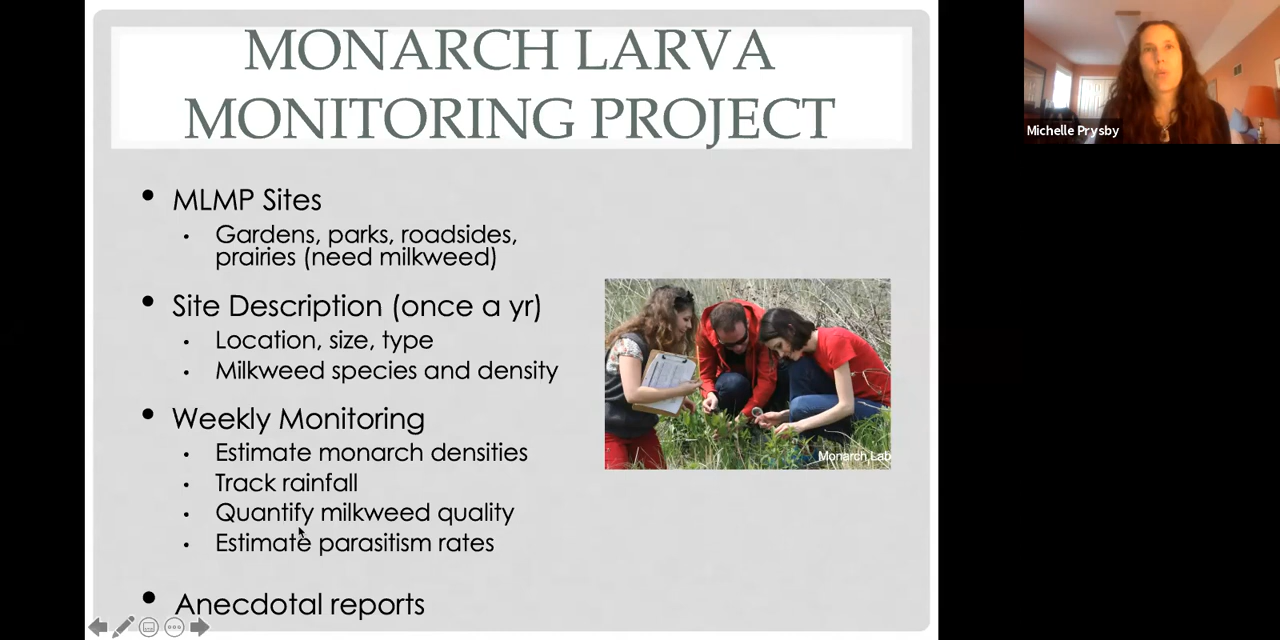 MONARCH LARVA
MONITORING PROJECT
Michelle Prysby
• MLMP Sites
• Gardens, parks, roadsides,
prairies (need milkweed)
• Site Description (once a yr)
• Location, size, type
• Milkweed species and density
• Weekly Monitoring
• Estimate monarch densities
• Track rainfall
• Quantify milkweed quality
• Estimate parasitism rates
• Anecdotal reports
Monarch Lab